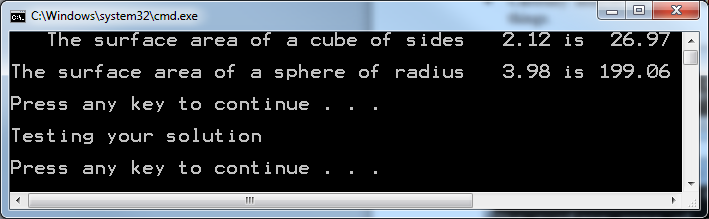 C:\Windows\system32\cmd.exe
things
The surface area of a cube of sides 2.12 is 26.97
The surface area of a sphere of radius 3.98 is 199.06
Press any key to continue . . .
Testing your solution
Press any key to continue . . .